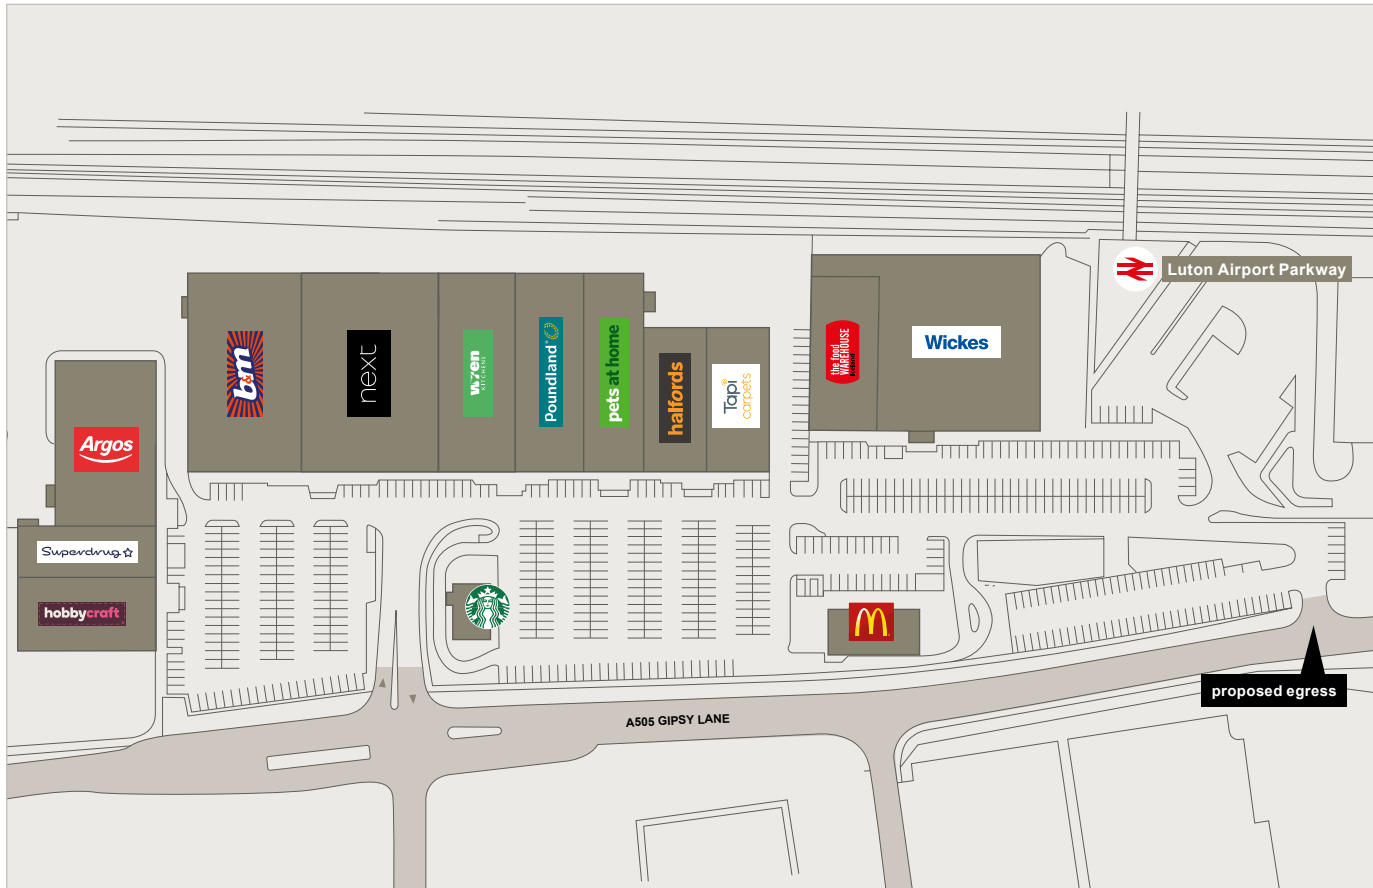 Luton Airport Parkway
b&m
next
wren
KITCHENS
Poundland
pets at home
halfords
Tapi
carpets
the food
WAREHOUSE
Wickes
Argos
Superdrug
hobbycraft
M
A505 GIPSY LANE
proposed egress